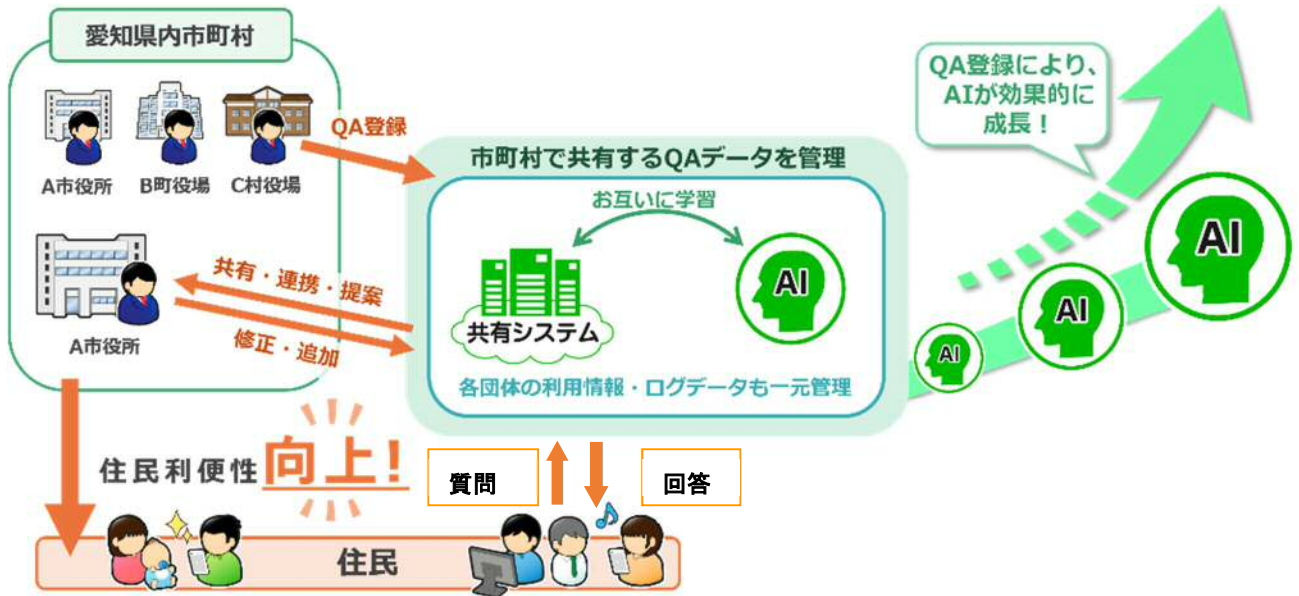 愛知県内市町村
A市役所
B町役場
C村役場
QA登録
A市役所
共有・連携・提案
修正・追加
市町村で共有するQAデータを管理
お互いに学習
共有システム
AI
各団体の利用情報・ログデータも一元管理
QA登録により、
AIが効果的に
成長！
AI
AI
AI
住民利便性向上!
質問
回答
住民